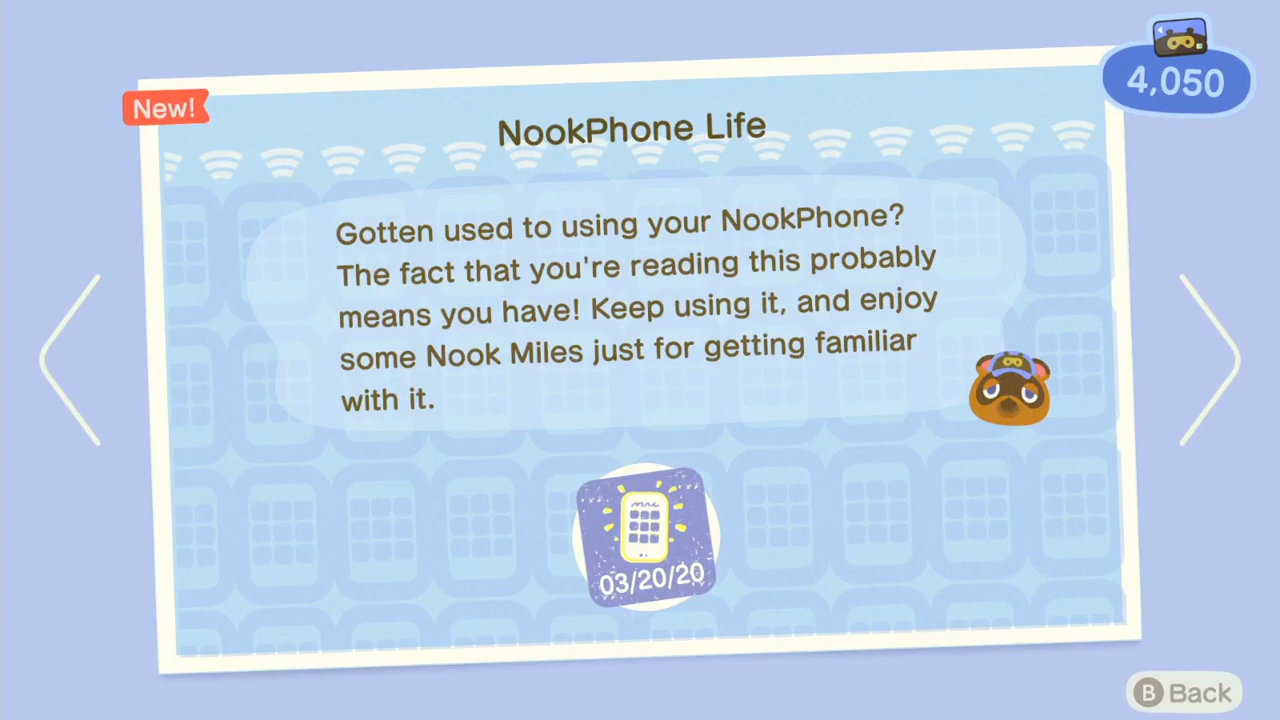 4,050
New!
NookPhone Life
Gotten used to using your NookPhone?
The fact that you're reading this probably
means you have! Keep using it, and enjoy
some Nook Miles just for getting familiar
with it.
03/20/20
B Back